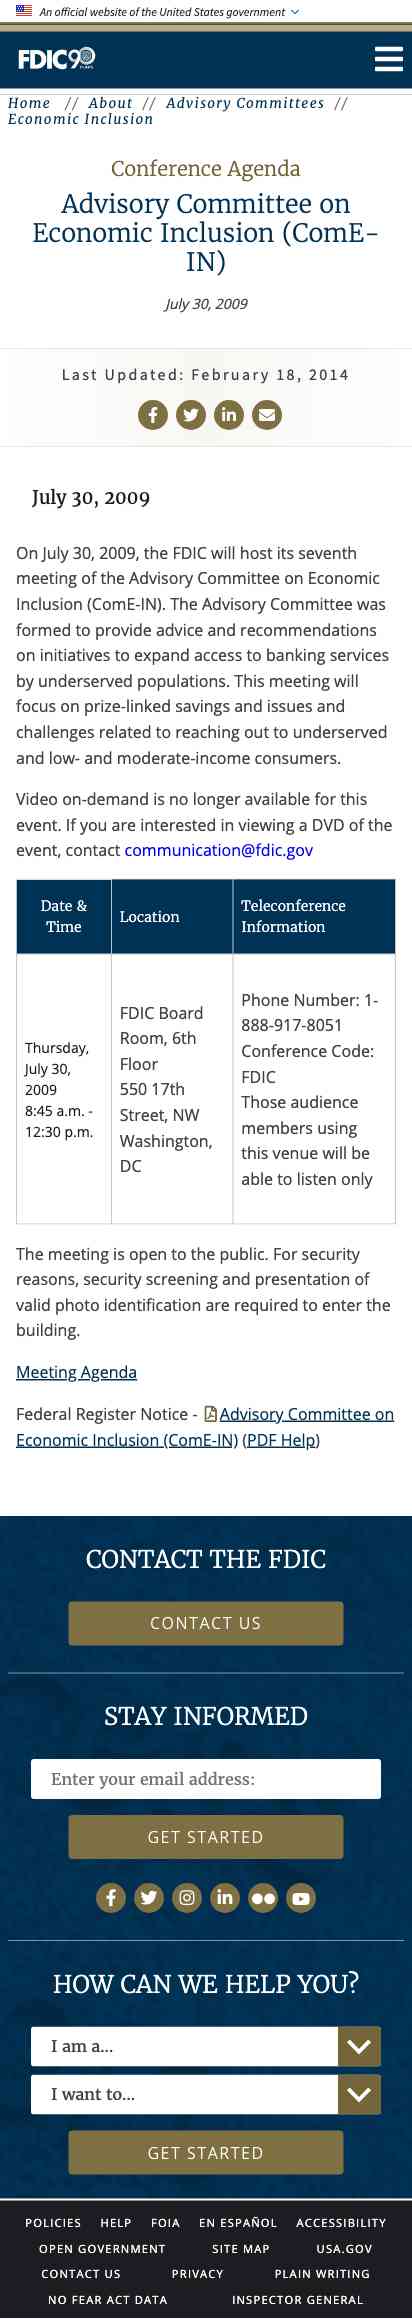 An official website of the United States government
FDIC 90 YEARS
Home // About // Advisory Committees //
Economic Inclusion
Conference Agenda
Advisory Committee on
Economic Inclusion (ComE-
IN)
July 30, 2009
Last Updated: February 18, 2014
July 30, 2009
On July 30, 2009, the FDIC will host its seventh
meeting of the Advisory Committee on Economic
Inclusion (ComE-IN). The Advisory Committee was
formed to provide advice and recommendations
on initiatives to expand access to banking services
by underserved populations. This meeting will
focus on prize-linked savings and issues and
challenges related to reaching out to underserved
and low- and moderate-income consumers.
Video on-demand is no longer available for this
event. If you are interested in viewing a DVD of the
event, contact communication@fdic.gov
Date &
Time
Location
Teleconference
Information
Thursday,
July 30,
2009
8:45 a.m. -
12:30 p.m.
FDIC Board
Room, 6th
Floor
550 17th
Street, NW
Washington,
DC
Phone Number: 1-
888-917-8051
Conference Code:
FDIC
Those audience
members using
this venue will be
able to listen only
The meeting is open to the public. For security
reasons, security screening and presentation of
valid photo identification are required to enter the
building.
Meeting Agenda
Federal Register Notice - Advisory Committee on
Economic Inclusion (ComE-IN) (PDF Help)
CONTACT THE FDIC
CONTACT US
STAY INFORMED
Enter your email address:
GET STARTED
HOW CAN WE HELP YOU?
I am a...
I want to...
GET STARTED
POLICIES HELP FOIA EN ESPAÑOL ACCESSIBILITY
OPEN GOVERNMENT SITE MAP USA.GOV
CONTACT US PRIVACY PLAIN WRITING
NO FEAR ACT DATA INSPECTOR GENERAL